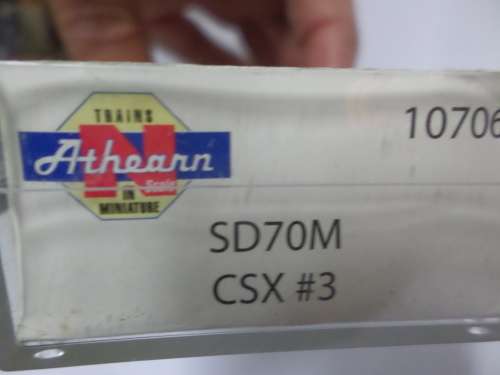 TRAINS
N
Athearn
Scale
IN
MINIATURE
10706
SD70M
CSX #3